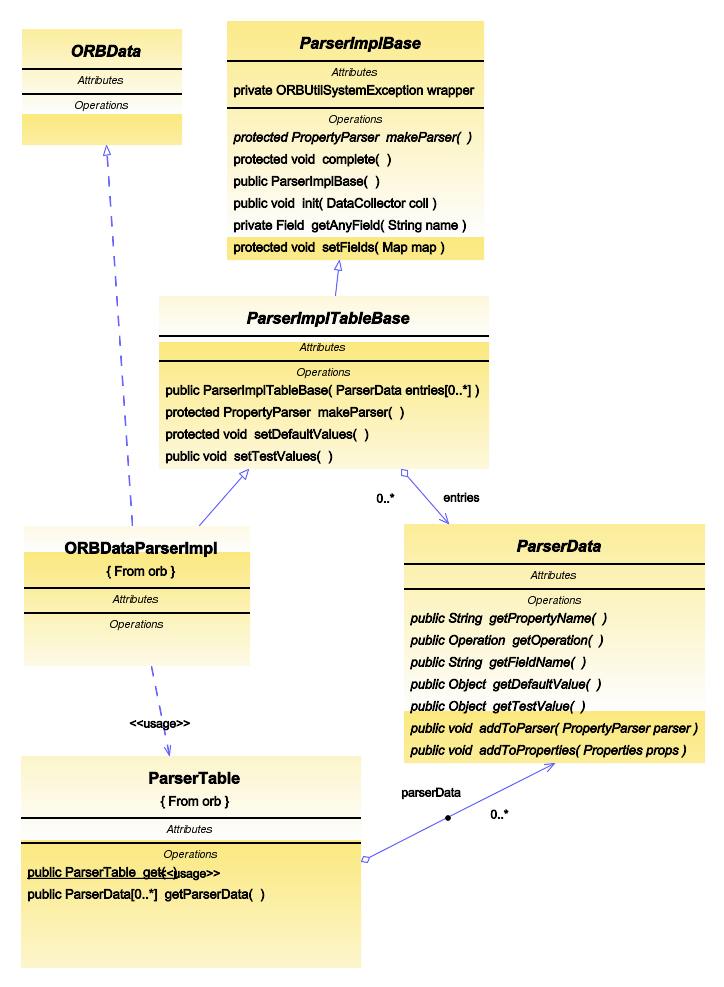 ORBData
Attributes
Operations
ParserImplBase
Attributes
private ORBUtilSystemException wrapper
Operations
protected PropertyParser makeParser( )
protected void complete( )
public ParserImplBase( )
public void init( DataCollector coll )
private Field getAnyField( String name )
protected void setFields( Map map )
ParserImplTableBase
Attributes
Operations
public ParserImplTableBase( ParserData entries[0..*] )
protected PropertyParser makeParser( )
protected void setDefaultValues( )
public void setTestValues( )
0..*
entries
ORBDataParserImpl
{ From orb }
Attributes
Operations
ParserData
Attributes
Operations
public String getPropertyName( )
public Operation getOperation( )
public String getFieldName( )
public Object getDefaultValue( )
public Object getTestValue( )
public void addToParser( PropertyParser parser )
public void addToProperties( Properties props )
<<usage>>
parserData
0..*
ParserTable
{ From orb }
Attributes
Operations
public ParserTable get( )
<<usage>>
public ParserData[0..*] getParserData( )